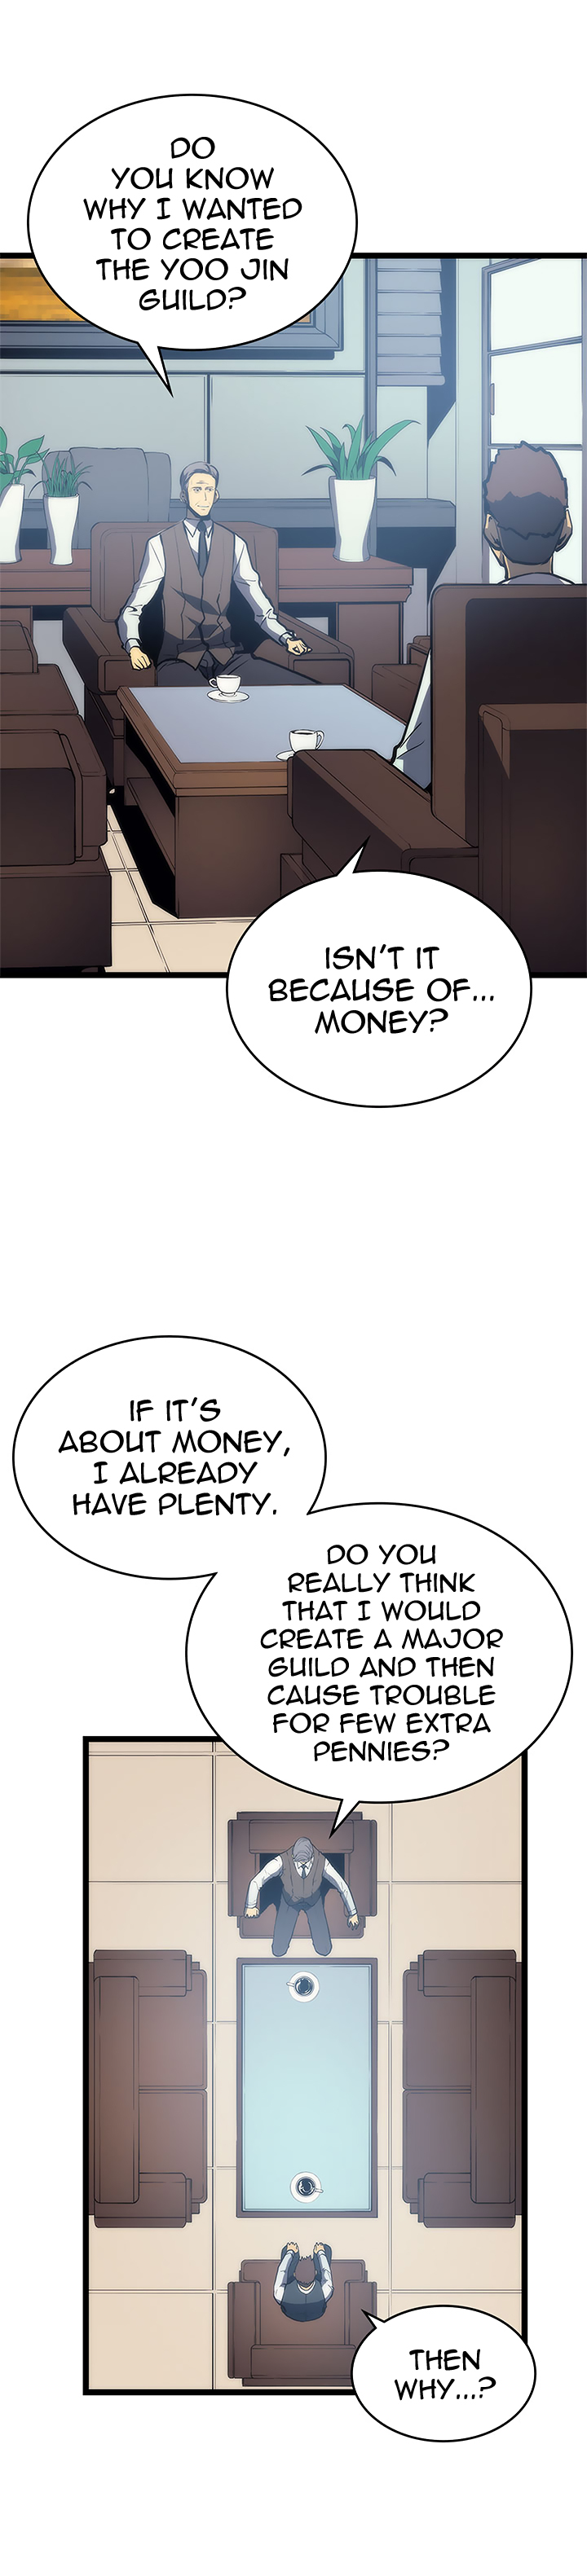 DO
YOU KNOW
WHY I WANTED
TO CREATE
THE YOO JIN
GUILD?
ISN'T IT
BECAUSE OF...
MONEY?
IF IT'S
ABOUT MONEY,
I ALREADY
HAVE PLENTY.
DO YOU
REALLY THINK
THAT I WOULD
CREATE A MAJOR
GUILD AND THEN
CAUSE TROUBLE
FOR FEW EXTRA
PENNIES?
THEN
WHY...?